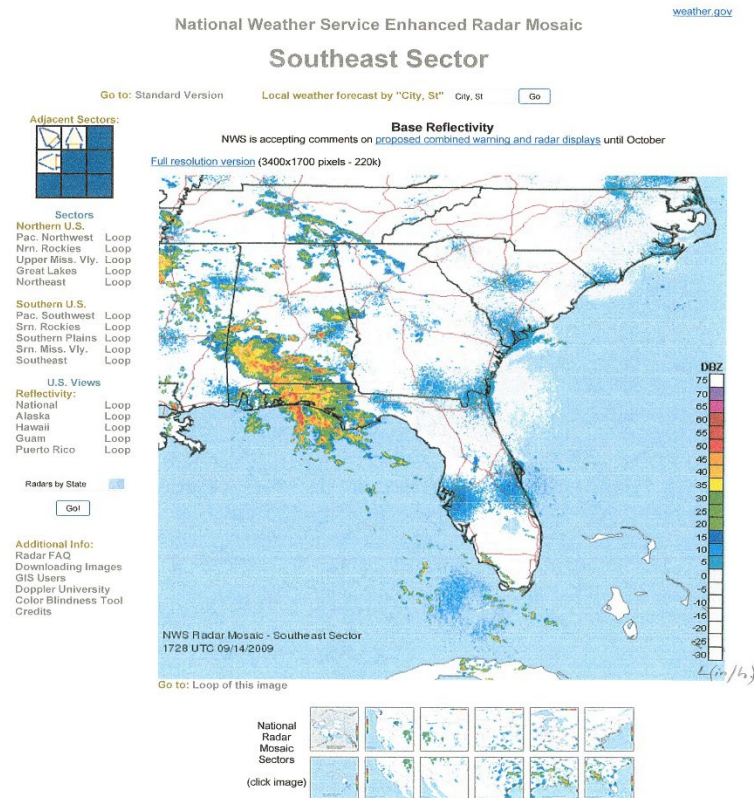 weather.gov
National Weather Service Enhanced Radar Mosaic
Southeast Sector
Go to: Standard Version Local weather forecast by "City, St" City, St Go
Adjacent Sectors:
Base Reflectivity
NWS is accepting comments on proposed combined warning and radar displays until October
Full resolution version (3400x1700 pixels - 220k)
Sectors
Northern U.S.
Pac. Northwest Loop
Nrn. Rockies Loop
Upper Miss. Vly. Loop
Great Lakes Loop
Northeast Loop
Southern U.S.
Pac. Southwest Loop
Srn. Rockies Loop
Southern Plains Loop
Srn. Miss. Vly. Loop
Southeast Loop
U.S. Views
Reflectivity:
National Loop
Alaska Loop
Hawaii Loop
Guam Loop
Puerto Rico Loop
Radars by State
Go!
Additional Info:
Radar FAQ
Downloading Images
GIS Users
Doppler University
Color Blindness Tool
Credits
DBZ
75
70
65
60
55
50
45
40
35
30
25
20
15
10
5
0
-5
-10
-15
-20
-25
-30
(in/h)
NWS Radar Mosaic - Southeast Sector
1728 UTC 09/14/2009
Go to: Loop of this image
National
Radar
Mosaic
Sectors
(click image)